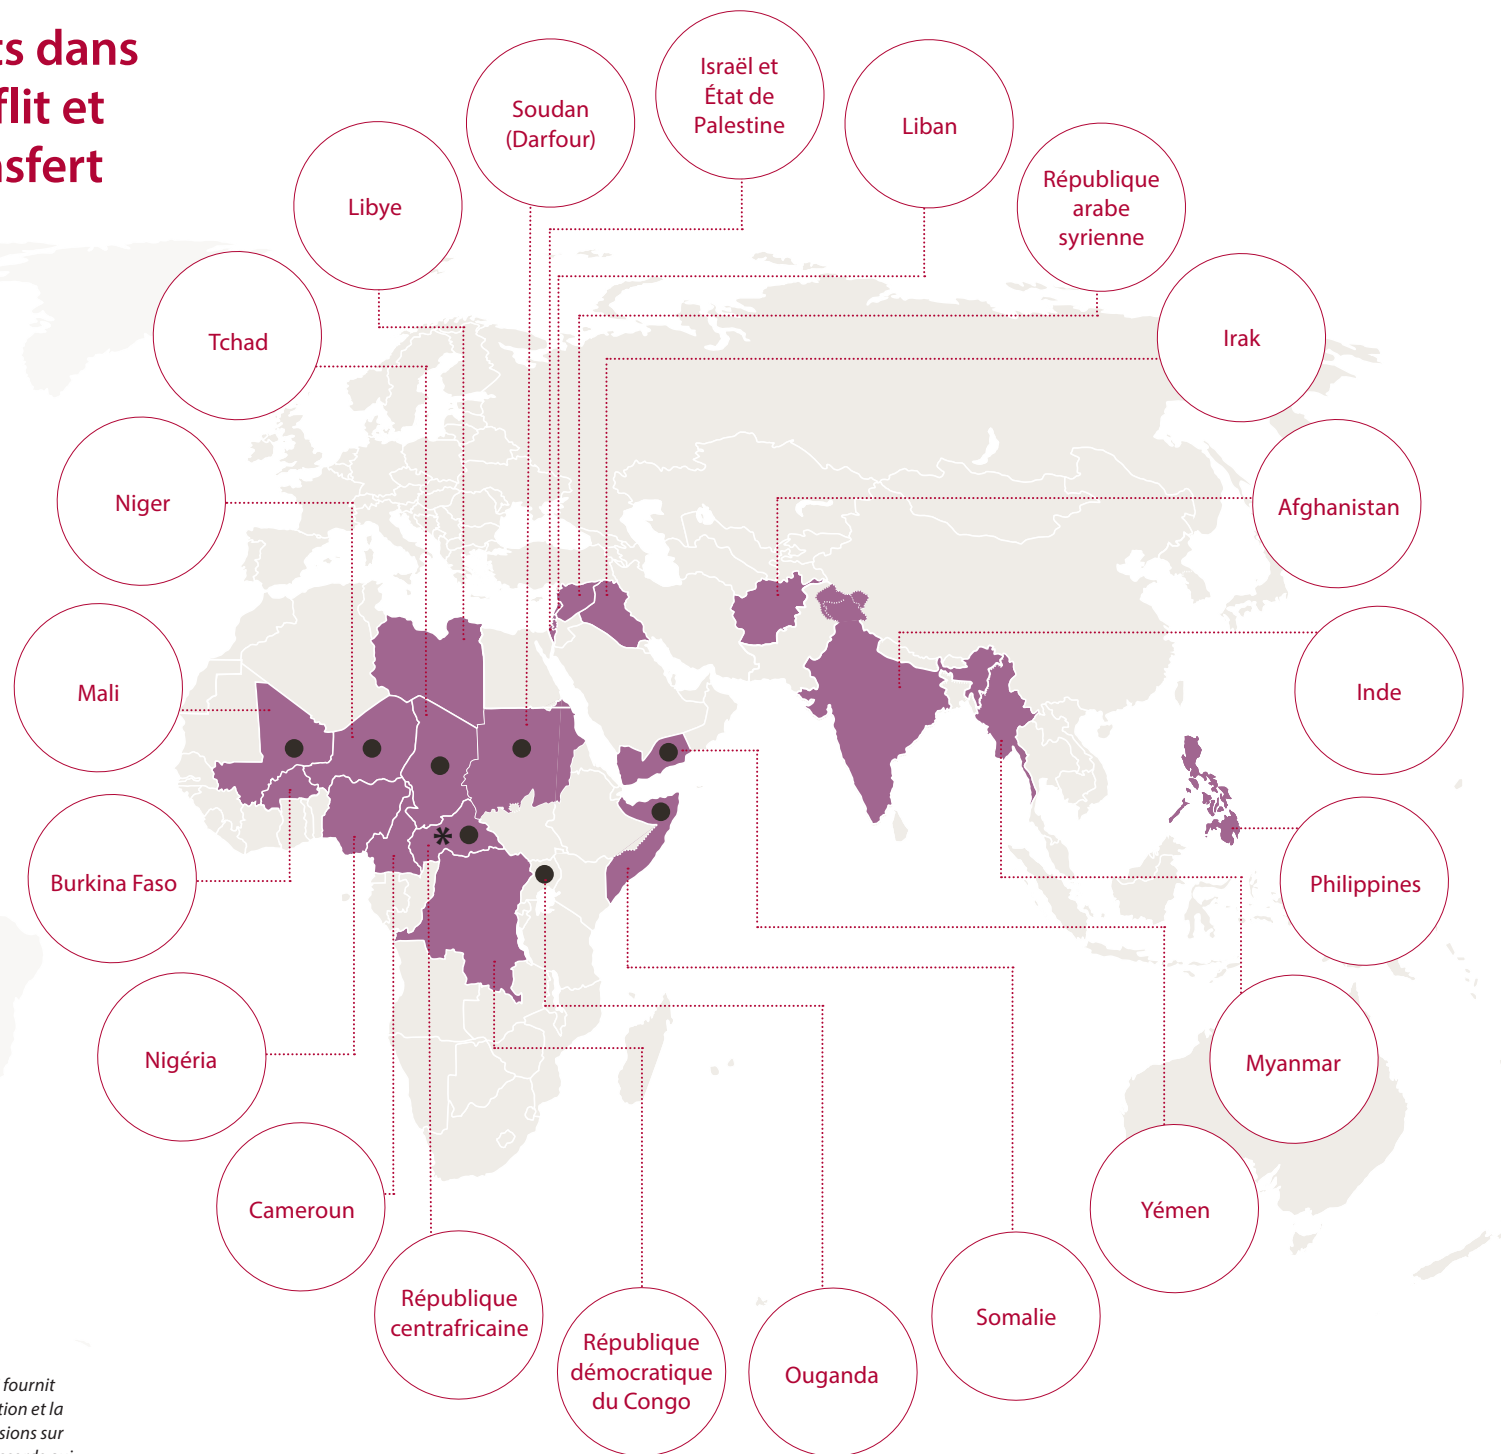 ts dans
flit et
nsfert
Israël et
État de
Palestine
Soudan
(Darfour)
Liban
République
arabe
syrienne
Libye
Tchad
Irak
Niger
Afghanistan
Mali
Inde
*
Burkina Faso
Philippines
Nigéria
Myanmar
Cameroun
Yémen
République
centrafricaine
Somalie
République
démocratique
du Congo
Ouganda
fournit
tion et la
sions sur